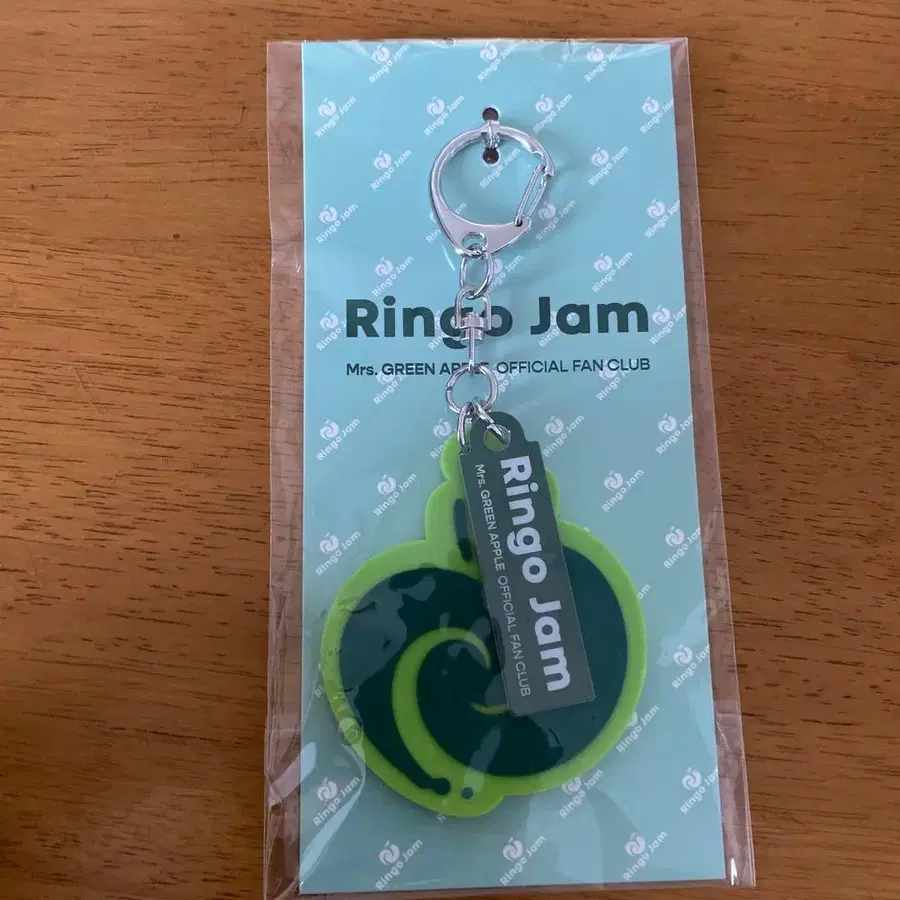 Ringo Jam
Mrs. GREEN APPLE OFFICIAL FAN CLUB
Ringo Jam
Mrs. GREEN APPLE OFFICIAL FAN CLUB